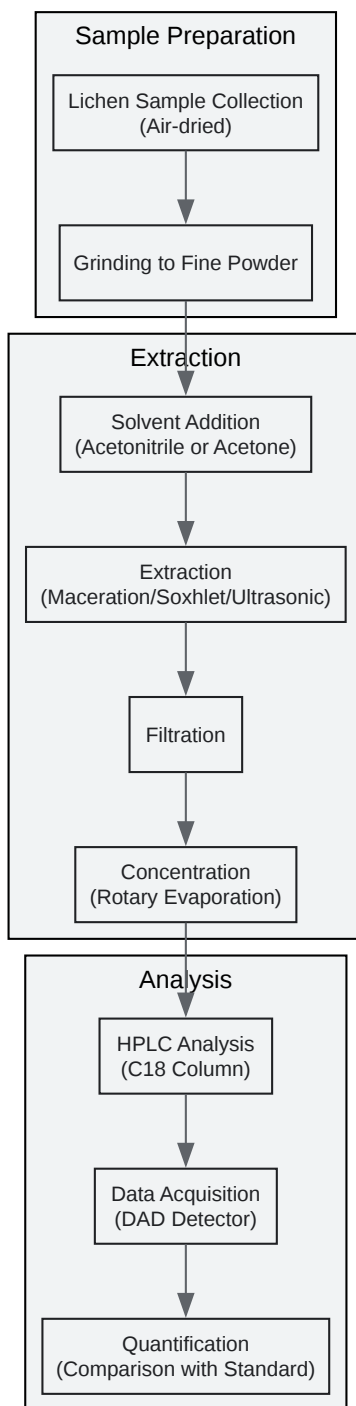 Sample Preparation
Lichen Sample Collection
(Air-dried)
Grinding to Fine Powder
Extraction
Solvent Addition
(Acetonitrile or Acetone)
Extraction
(Maceration/Soxhlet/Ultrasonic)
Filtration
Concentration
(Rotary Evaporation)
Analysis
HPLC Analysis
(C18 Column)
Data Acquisition
(DAD Detector)
Quantification
(Comparison with Standard)